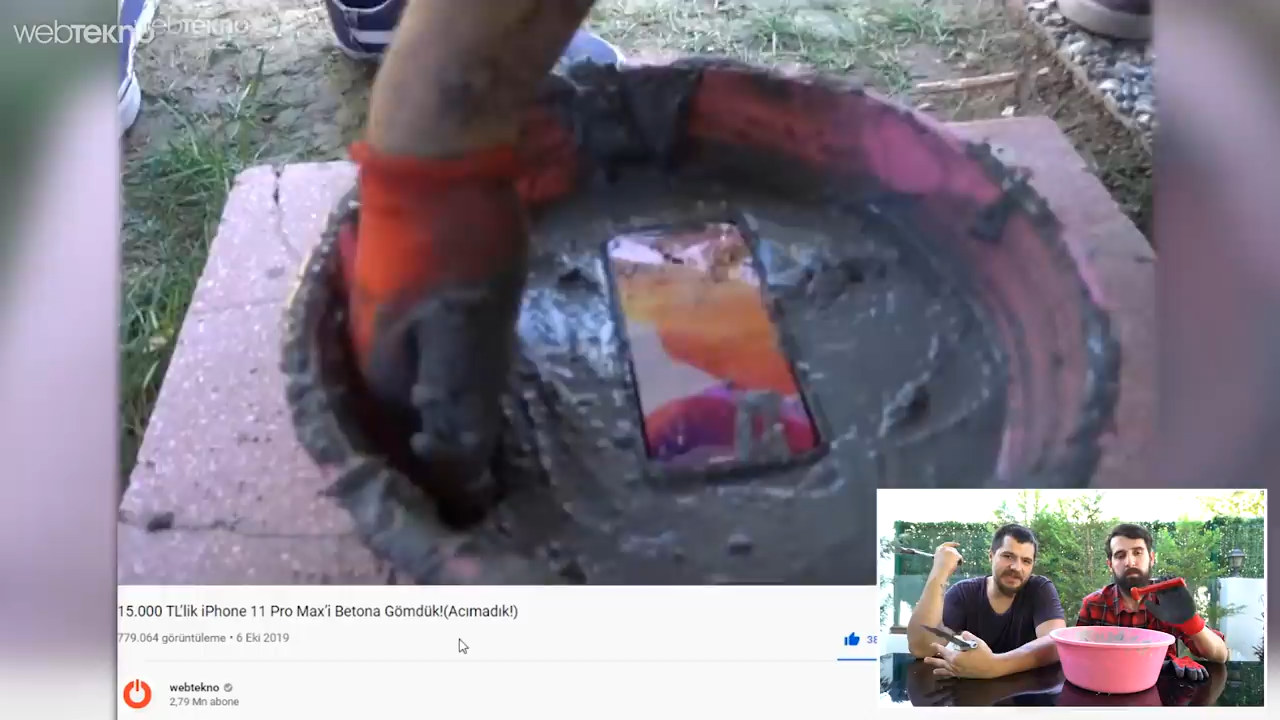 webTEKNO
webTEKNO
15.000 TL'lik iPhone 11 Pro Max'i Betona Gömdük!(Acımadık!)
779.064 görüntüleme • 6 Eki 2019
webtekno
2,79 Mn abone